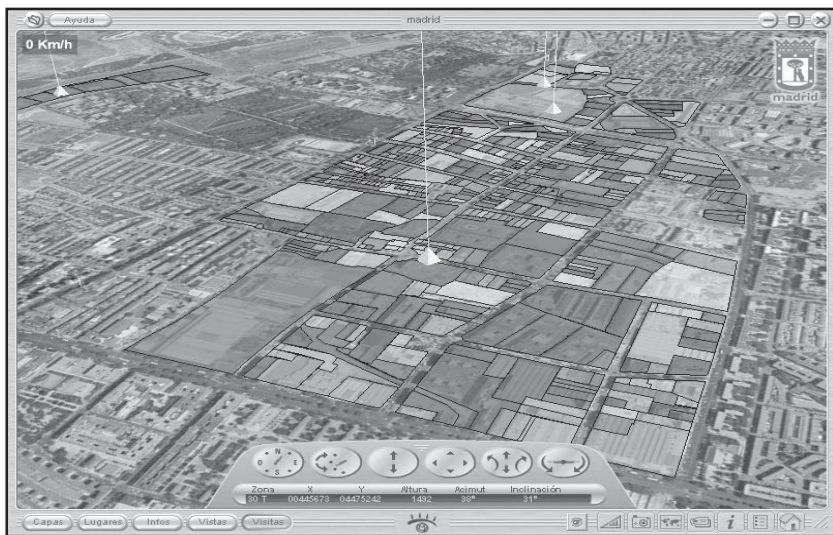 Ayuda
madrid
0 Km/h
madrid
N
O E
S
Zona X Y Altura Acimut Inclinación
30 T 00445673 04475242 1492 39° 31°
Capas Lugares Infos Vistas Visitas
i